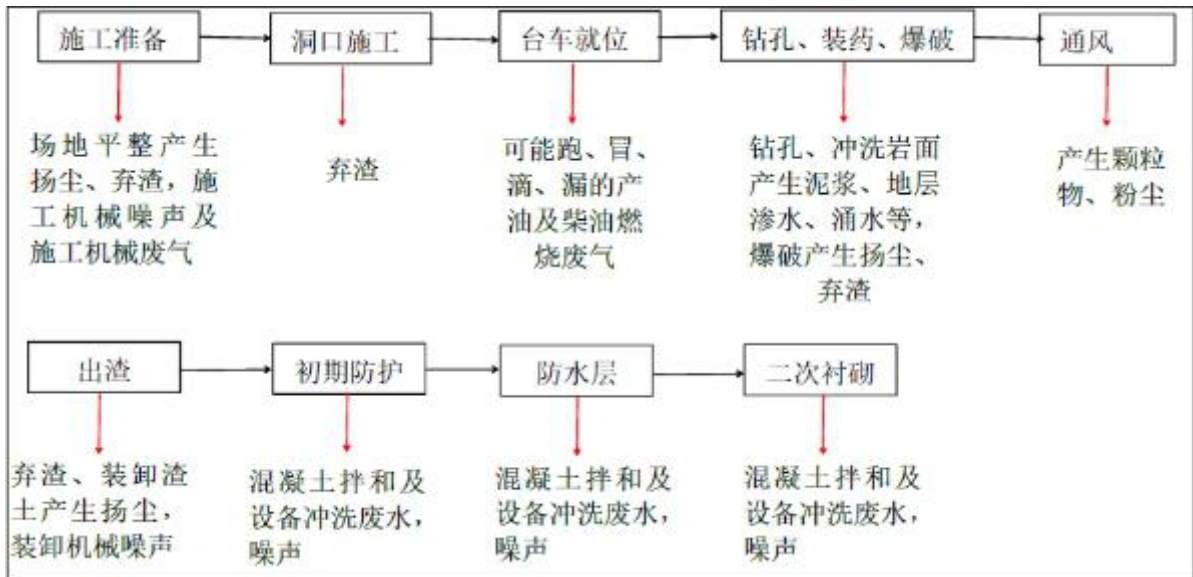 施工准备
洞口施工
台车就位
钻孔、装药、爆破
通风
场地平整产生
扬尘、弃渣，施
工机械噪声及
施工机械废气
弃渣
可能跑、冒、
滴、漏的产
油及柴油燃
烧废气
钻孔、冲洗岩面
产生泥浆、地层
渗水、涌水等，
爆破产生扬尘、
弃渣
产生颗粒
物、粉尘
出渣
初期防护
防水层
二次衬砌
弃渣、装卸渣
土产生扬尘，
装卸机械噪声
混凝土拌和及
设备冲洗废水，
噪声
混凝土拌和及
设备冲洗废水，
噪声
混凝土拌和及
设备冲洗废水，
噪声